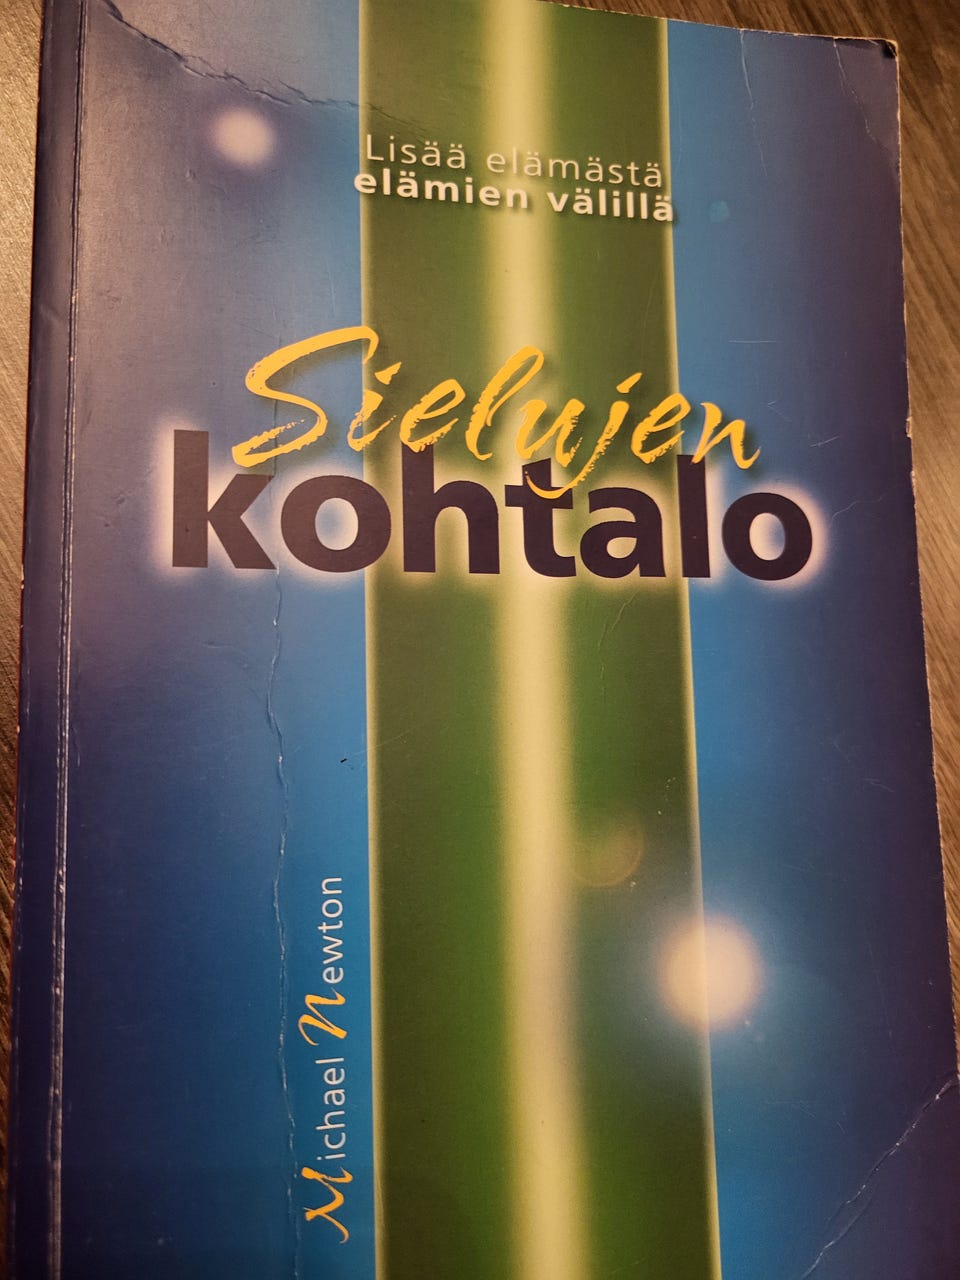 Lisää elämästä
elämien välillä
Sielujen
kohtalo
Michael Newton